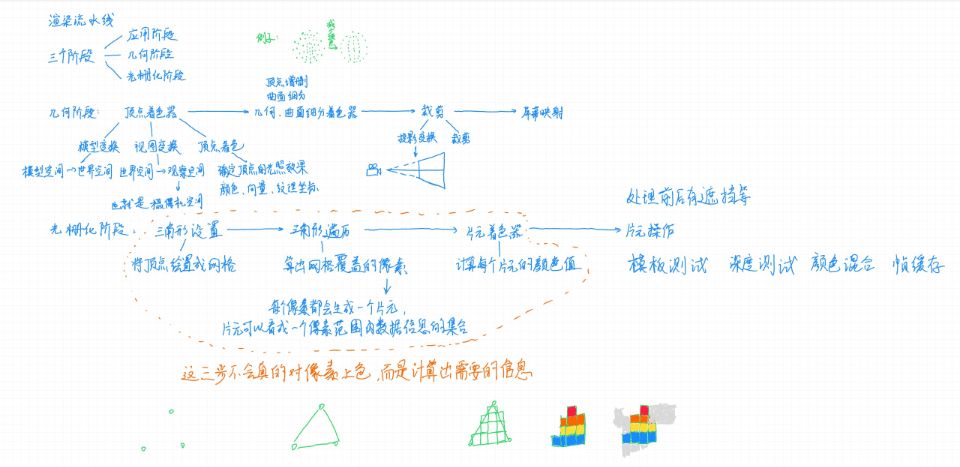 渲染流水线
三个阶段
应用阶段
几何阶段
光栅化阶段
例子:
或染色
几何阶段:
顶点着色器
顶点增删
曲面细分
几何、曲面细分着色器
裁剪
屏幕映射
模型变换 视图变换 顶点着色
投影变换 裁剪
模型空间→世界空间 世界空间→观察空间
也就是摄像机空间
确定顶点的光照效果
颜色、向量、纹理坐标
处理前后有遮挡等
光栅化阶段:
三角形设置
三角形遍历
片元着色器
片元操作
将顶点绘置成网格
算出网格覆盖的像素
计算每个片元的颜色值
模板测试 深度测试 颜色混合 帧缓存
每个像素都会生成一个片元,
片元可以看成一个像素范围内数据信息的集合
这三步不会真的对像素上色,而是计算出需要的信息